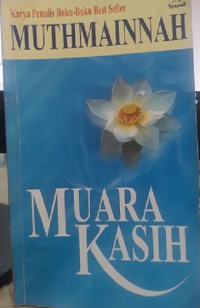 Karya Penulis Buku-Buku Best Seller
MUTHMAINNAH
MUARA
KASIH